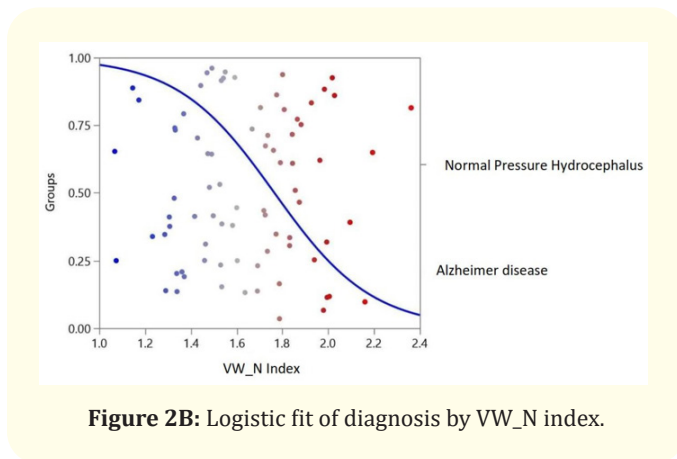 1.00
0.75
0.50
0.25
0.00
Groups
1.0 1.2 1.4 1.6 1.8 2.0 2.2 2.4
VW_N Index
Normal Pressure Hydrocephalus
Alzheimer disease
Figure 2B: Logistic fit of diagnosis by VW_N index.